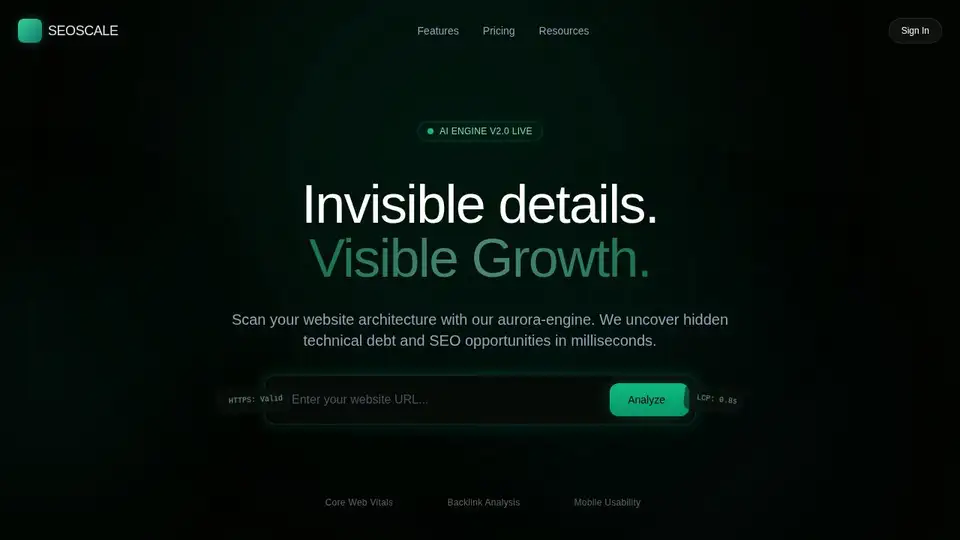 SEOSCALE
Features
Pricing
Resources
Sign In
AI ENGINE V2.0 LIVE
Invisible details.
Visible Growth.
Scan your website architecture with our aurora-engine. We uncover hidden
technical debt and SEO opportunities in milliseconds.
HTTPS: Valid
Enter your website URL...
Analyze
LCP: 0.8s
Core Web Vitals
Backlink Analysis
Mobile Usability